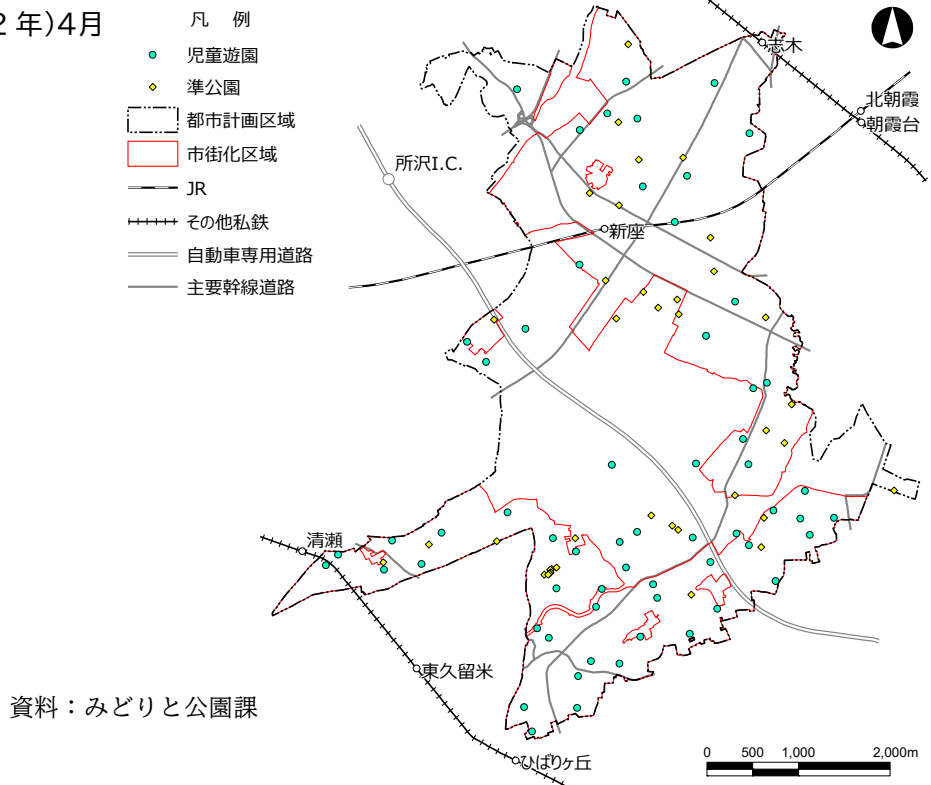 2年)4月
凡 例
児童遊園
準公園
都市計画区域
市街化区域
JR
その他私鉄
自動車専用道路
主要幹線道路
志木
北朝霞
朝霞台
所沢I.C.
新座
清瀬
東久留米
ひばりヶ丘
資料：みどりと公園課
0 500 1,000 2,000m